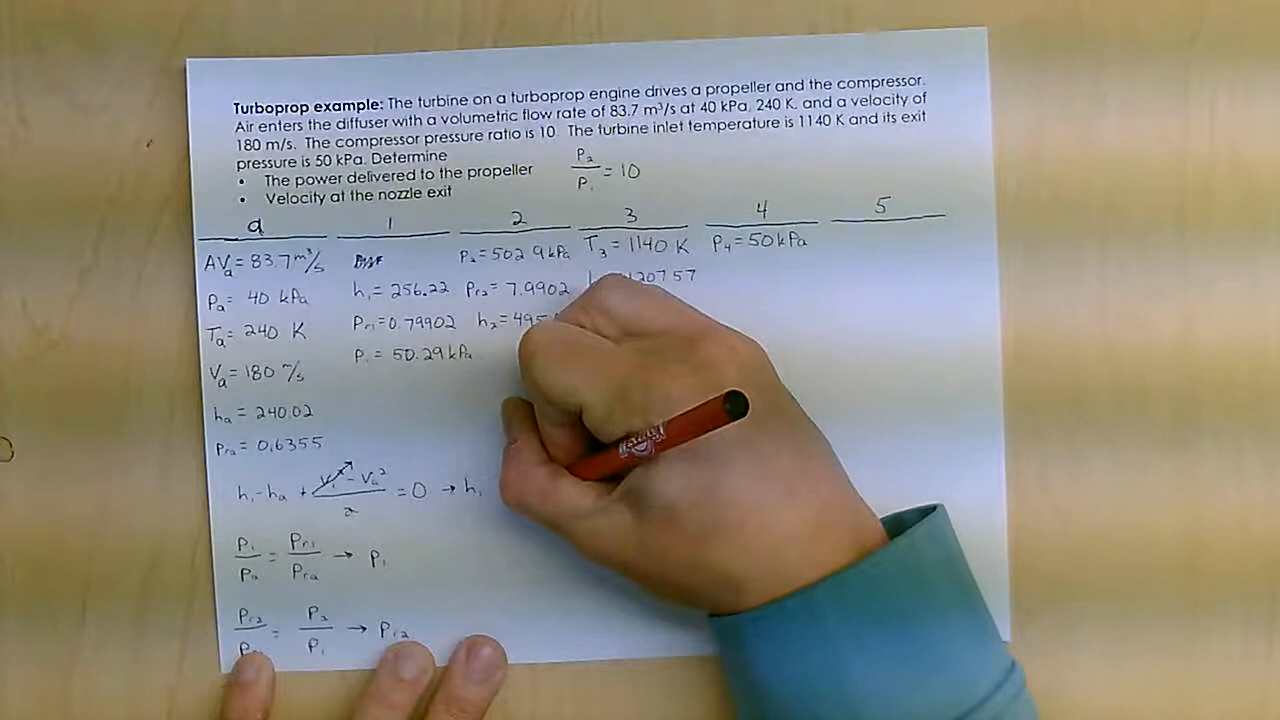 Turboprop example: The turbine on a turboprop engine drives a propeller and the compressor.
Air enters the diffuser with a volumetric flow rate of 83.7 m³/s at 40 kPa, 240 K, and a velocity of
180 m/s. The compressor pressure ratio is 10. The turbine inlet temperature is 1140 K and its exit
pressure is 50 kPa. Determine
• The power delivered to the propeller
• Velocity at the nozzle exit
P₂/P₁ = 10
a 1 2 3 4 5
AVₐ = 83.7 m³/s P₂ = 502.9 kPa T₃ = 1140 K P₄ = 50 kPa
Pₐ = 40 kPa h₁ = 256.22 Pr₂ = 7.9902 1207.57
Tₐ = 240 K Pr₁ = 0.79902 h₂ = 495
Vₐ = 180 m/s P₁ = 50.29 kPa
hₐ = 240.02
Prₐ = 0.6355
h₁ - hₐ + (V₁² - Vₐ²)/2 = 0 → h₁
P₁/Pₐ = Pr₁/Prₐ → P₁
Pr₂/ = P₂/P₁ → Pr₂